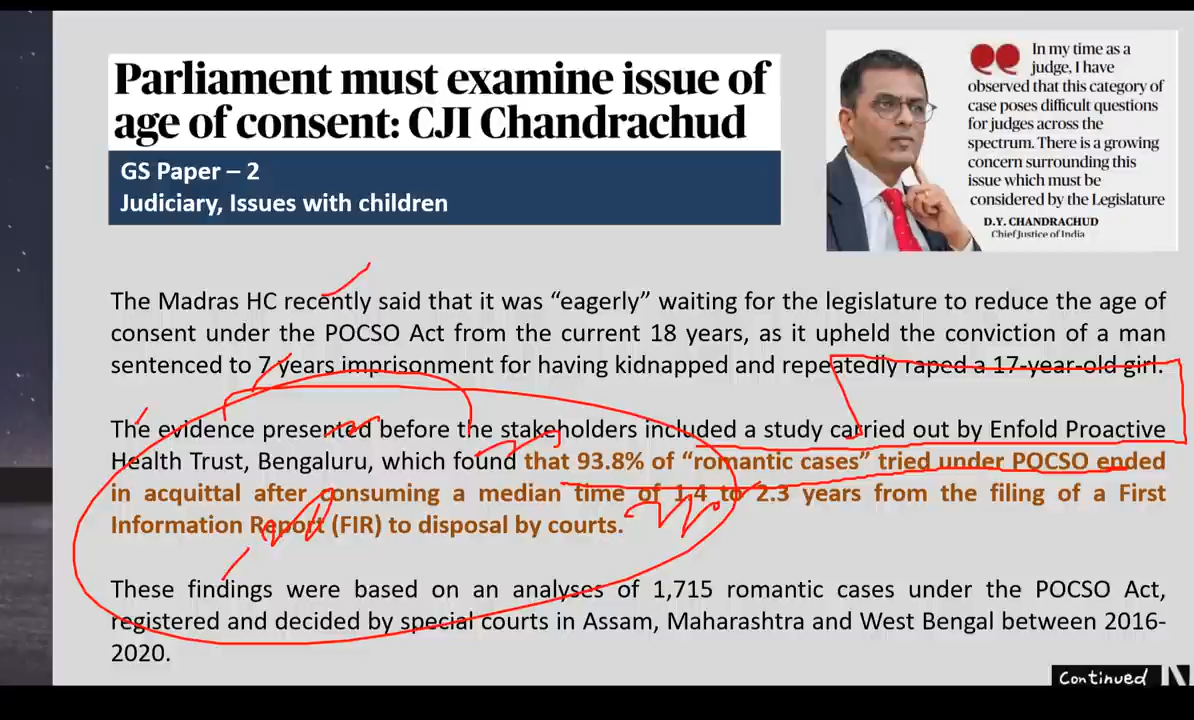 Parliament must examine issue of
age of consent: CJI Chandrachud
GS Paper – 2
Judiciary, Issues with children
In my time as a
judge, I have
observed that this category of
case poses difficult questions
for judges across the
spectrum. There is a growing
concern surrounding this
issue which must be
considered by the Legislature
D.Y. CHANDRACHUD
Chief Justice of India
The Madras HC recently said that it was “eagerly” waiting for the legislature to reduce the age of
consent under the POCSO Act from the current 18 years, as it upheld the conviction of a man
sentenced to 7 years imprisonment for having kidnapped and repeatedly raped a 17-year-old girl.
The evidence presented before the stakeholders included a study carried out by Enfold Proactive
Health Trust, Bengaluru, which found that 93.8% of “romantic cases” tried under POCSO ended
in acquittal after consuming a median time of 1.4 to 2.3 years from the filing of a First
Information Report (FIR) to disposal by courts.
These findings were based on an analyses of 1,715 romantic cases under the POCSO Act,
registered and decided by special courts in Assam, Maharashtra and West Bengal between 2016-
2020.
Continued